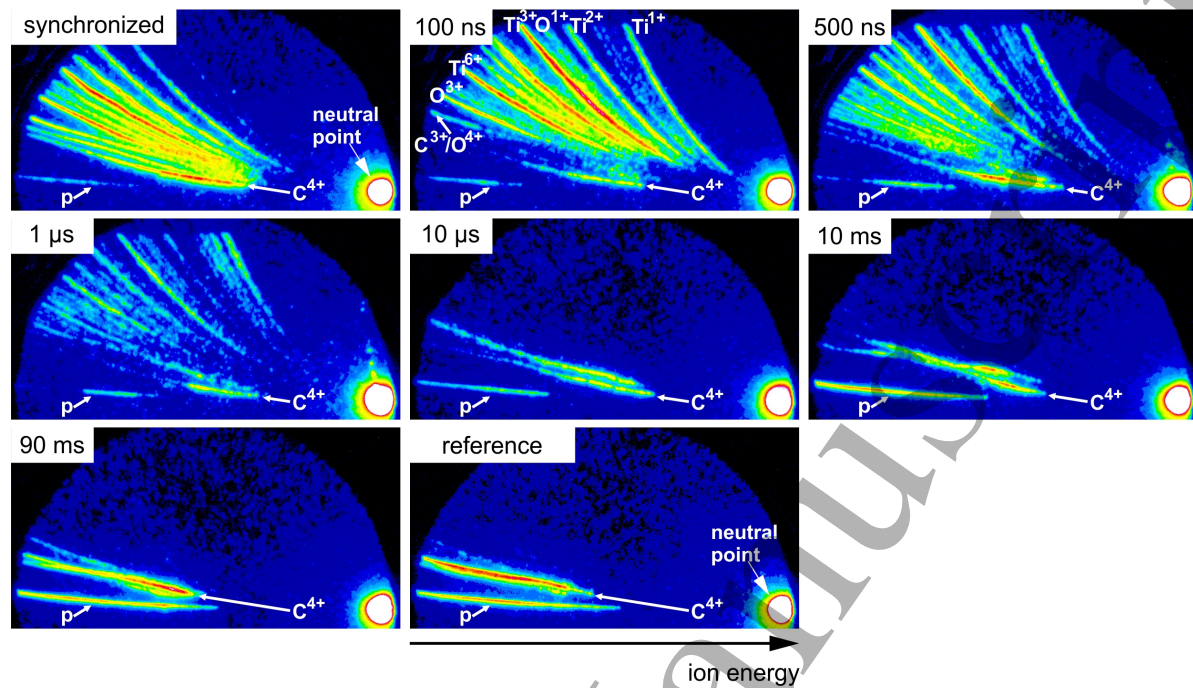 synchronized
neutral
point
p
C⁴⁺
100 ns
Ti³⁺O¹⁺Ti²⁺ Ti¹⁺
Ti⁶⁺
O³⁺
C³⁺/O⁴⁺
p
C⁴⁺
500 ns
p
C⁴⁺
1 µs
p
C⁴⁺
10 µs
p
C⁴⁺
10 ms
p
C⁴⁺
90 ms
p
C⁴⁺
reference
neutral
point
p
C⁴⁺
ion energy